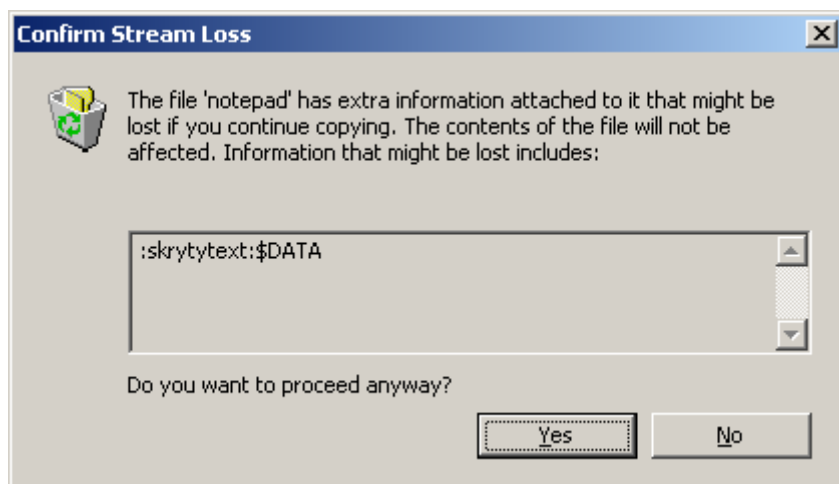 Confirm Stream Loss
The file 'notepad' has extra information attached to it that might be
lost if you continue copying. The contents of the file will not be
affected. Information that might be lost includes:
:skrytytext:$DATA
Do you want to proceed anyway?
Yes No